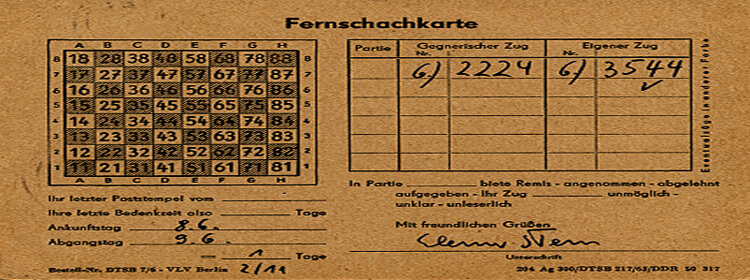 Fernschachkarte
A B C D E F G H
8 18 28 38 48 58 68 78 88 8
7 17 27 37 47 57 67 77 87 7
6 16 26 36 46 56 66 76 86 6
5 15 25 35 45 55 65 75 85 5
4 14 24 34 44 54 64 74 84 4
3 13 23 33 43 53 63 73 83 3
2 12 22 32 42 52 62 72 82 2
1 11 21 31 41 51 61 71 81 1
A B C D E F G H
Ihr letzter Poststempel vom
Ihre letzte Bedenkzeit also Tage
Ankunftstag 8.6.
Abgangstag 9.6.
— 1 Tage
Bestell-Nr. DTSB 7/6 - VLV Berlin 2/11
Partie Gegnerischer Zug Eigener Zug
Nr. Nr.
6) 2224 6) 3544
Eventualzüge in anderer Farbe
In Partie biete Remis - angenommen - abgelehnt
aufgegeben - Ihr Zug unmöglich -
unklar - unleserlich
Mit freundlichen Grüßen
Unterschrift
204 Ag 300/DTSB 217/63/DDR 50 317